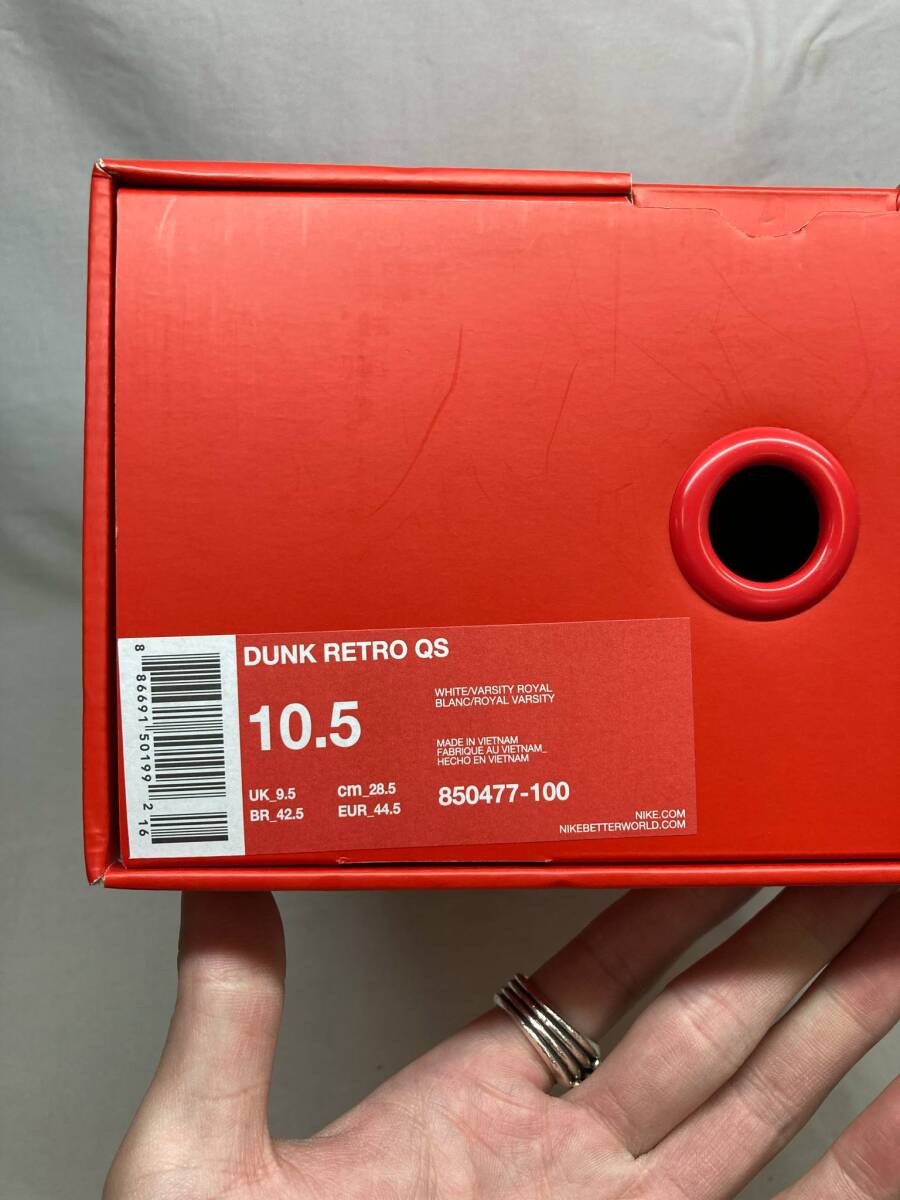 DUNK RETRO QS
10.5
WHITE/VARSITY ROYAL
BLANC/ROYAL VARSITY
MADE IN VIETNAM
FABRIQUE AU VIETNAM_
HECHO EN VIETNAM
UK_9.5 cm_28.5
BR_42.5 EUR_44.5
850477-100
NIKE.COM
NIKEBETTERWORLD.COM
8 86691 50199 2 16